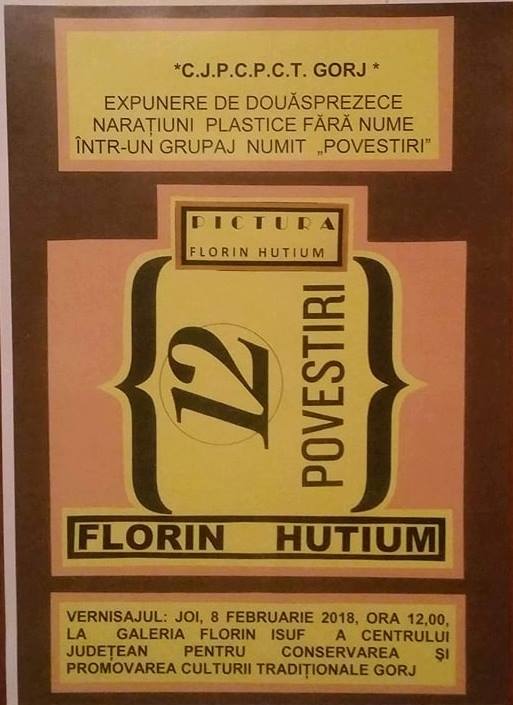 *C.J.P.C.P.C.T. GORJ *
EXPUNERE DE DOUĂSPREZECE
NARAȚIUNI PLASTICE FĂRĂ NUME
ÎNTR-UN GRUPAJ NUMIT „POVESTIRI”
PICTURA
FLORIN HUTIUM
12
POVESTIRI
FLORIN HUTIUM
VERNISAJUL: JOI, 8 FEBRUARIE 2018, ORA 12,00,
LA GALERIA FLORIN ISUF A CENTRULUI
JUDEȚEAN PENTRU CONSERVAREA ȘI
PROMOVAREA CULTURII TRADIȚIONALE GORJ